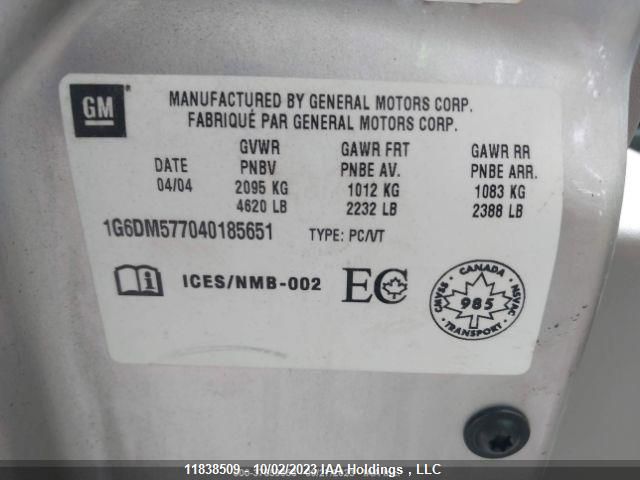 GM
MANUFACTURED BY GENERAL MOTORS CORP.
FABRIQUÉ PAR GENERAL MOTORS CORP.
GVWR GAWR FRT GAWR RR
DATE PNBV PNBE AV. PNBE ARR.
04/04 2095 KG 1012 KG 1083 KG
4620 LB 2232 LB 2388 LB
1G6DM577040185651 TYPE: PC/VT
ICES/NMB-002 EC
CANADA
CMVSS NSVAC
985
TRANSPORT
11838509 - 10/02/2023 IAA Holdings , LLC